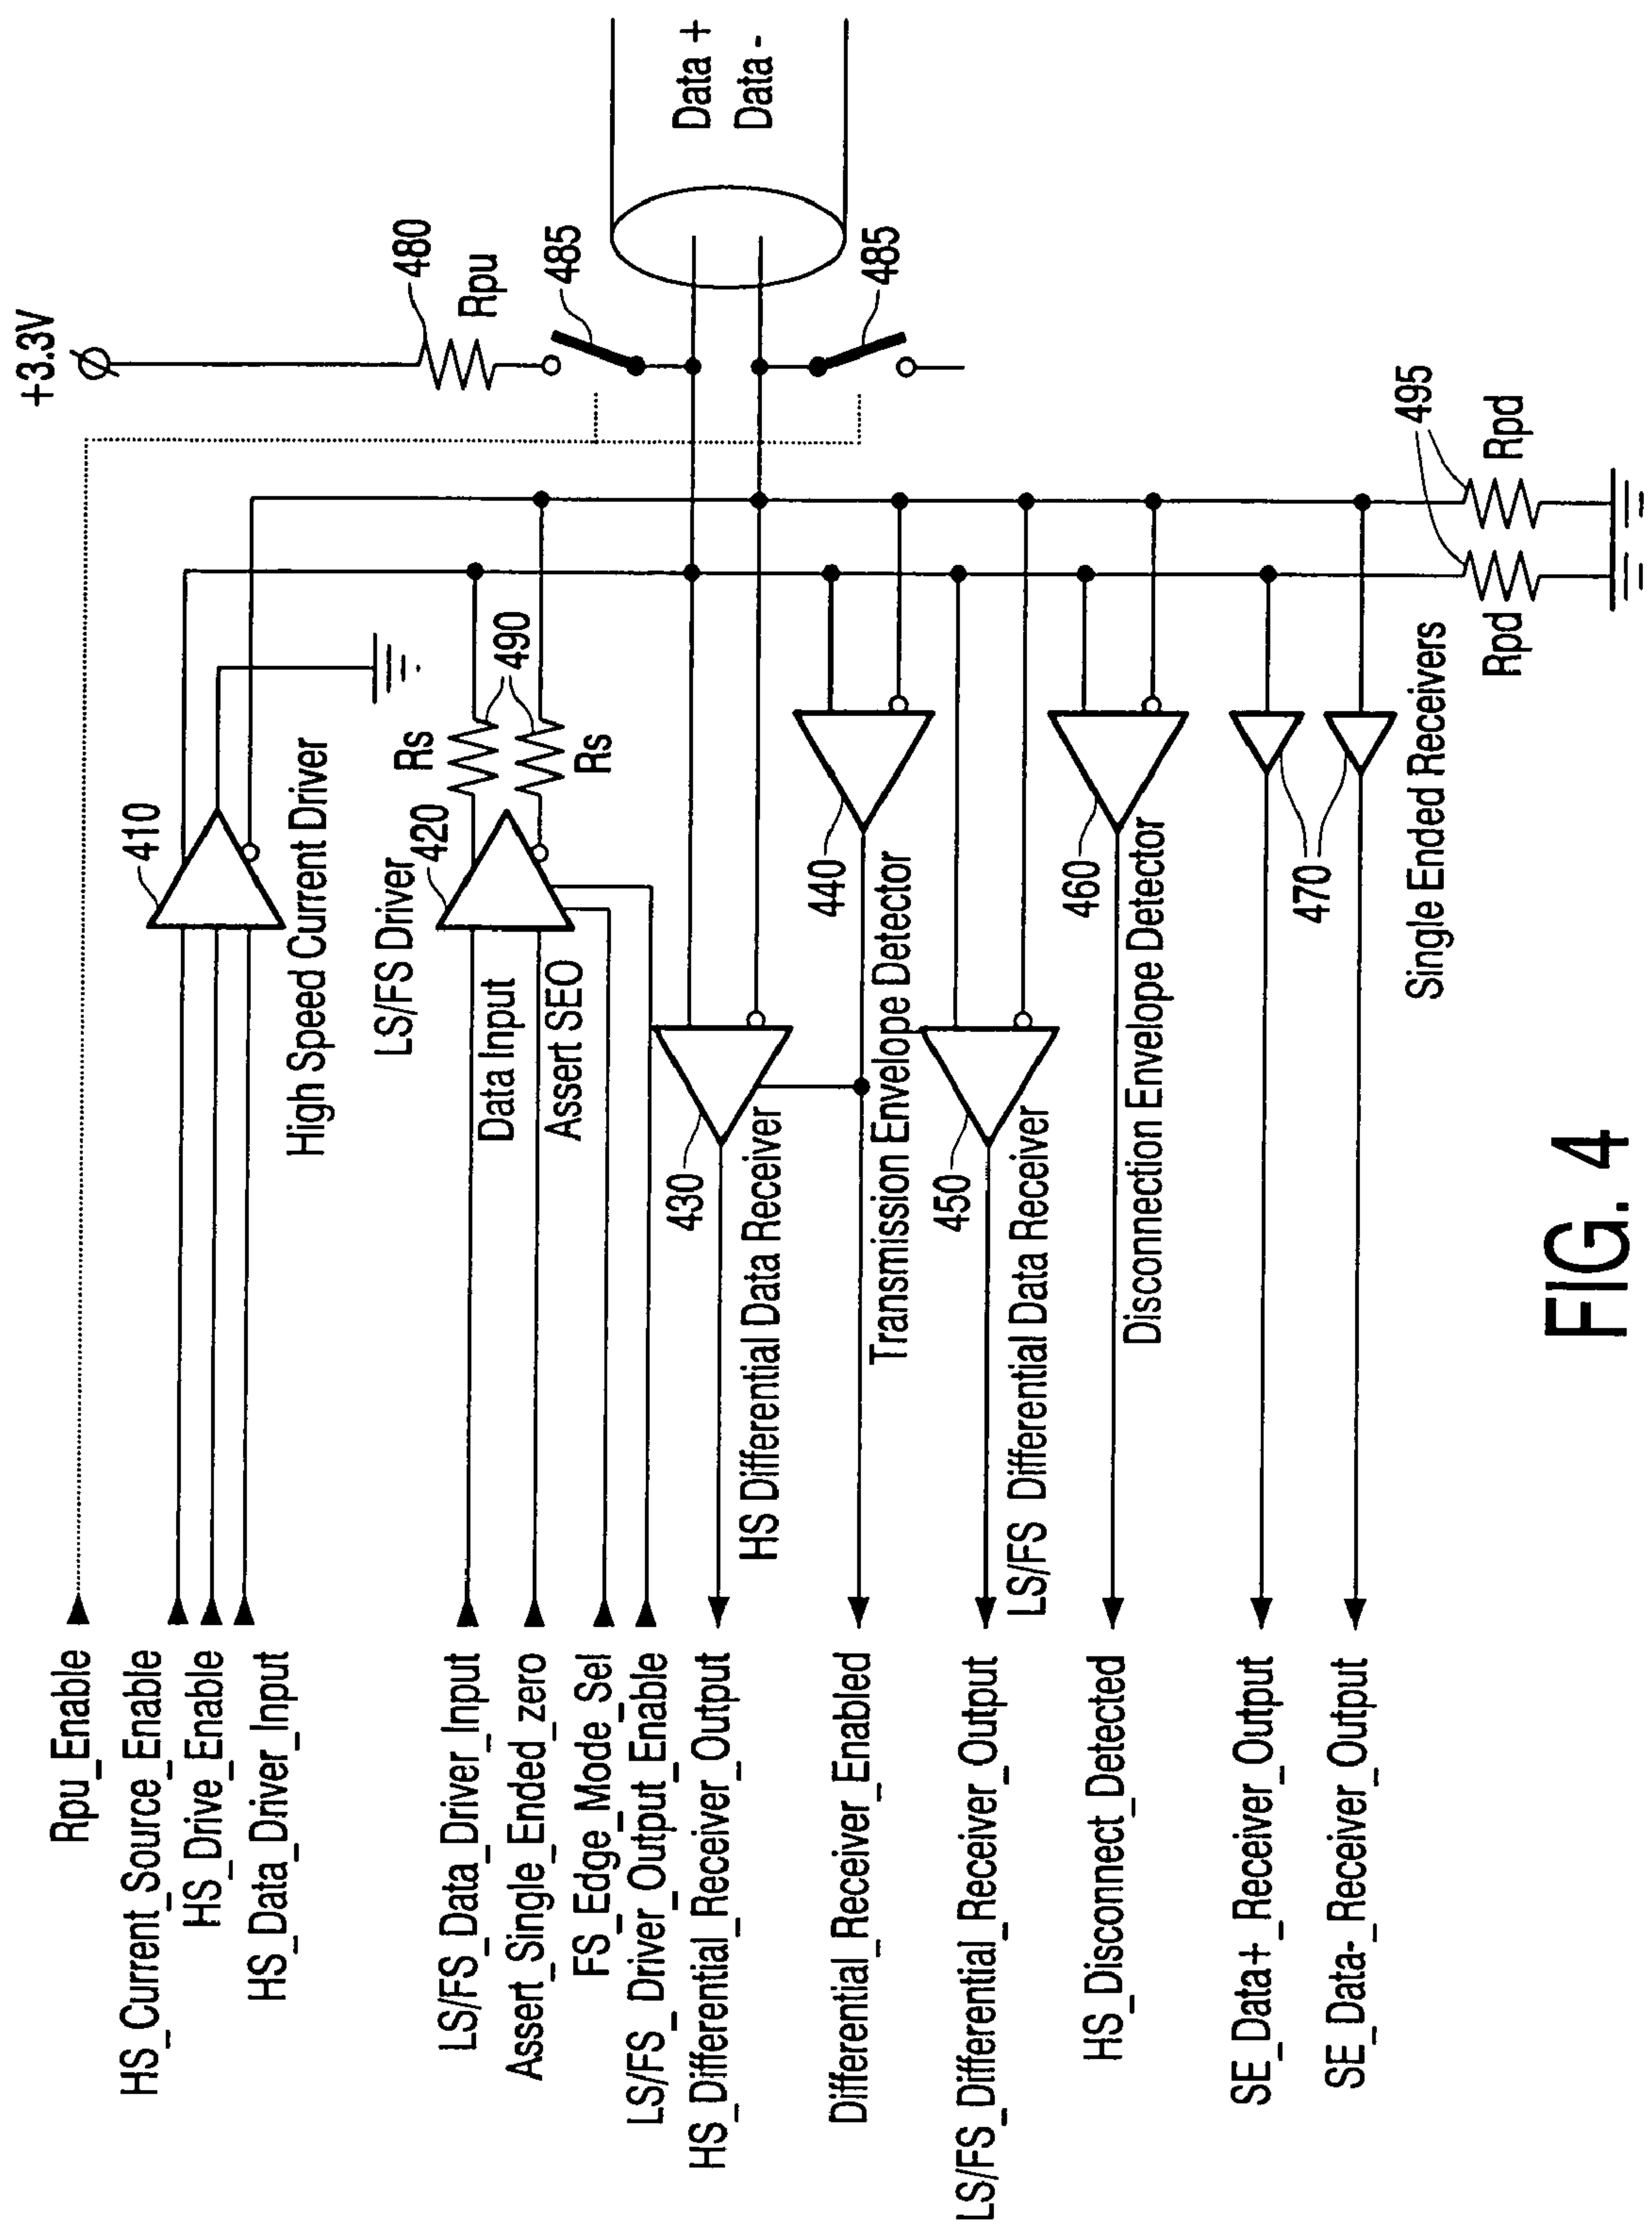 Rpu_Enable
HS_Current_Source_Enable
HS_Drive_Enable
HS_Data_Driver_Input
LS/FS_Data_Driver_Input
Assert_Single_Ended_zero
FS_Edge_Mode_Sel
LS/FS_Driver_Output_Enable
HS_Differential_Receiver_Output
Differential_Receiver_Enabled
LS/FS_Differential_Receiver_Output
HS_Disconnect_Detected
SE_Data+_Receiver_Output
SE_Data-_Receiver_Output
410
High Speed Current Driver
LS/FS Driver
420
Data Input
Assert SEO
Rs
490
Rs
430
HS Differential Data Receiver
440
Transmission Envelope Detector
450
LS/FS Differential Data Receiver
460
Disconnection Envelope Detector
470
Single Ended Receivers
+3.3V
480
Rpu
485
485
Data +
Data -
495
Rpd
Rpd
FIG. 4